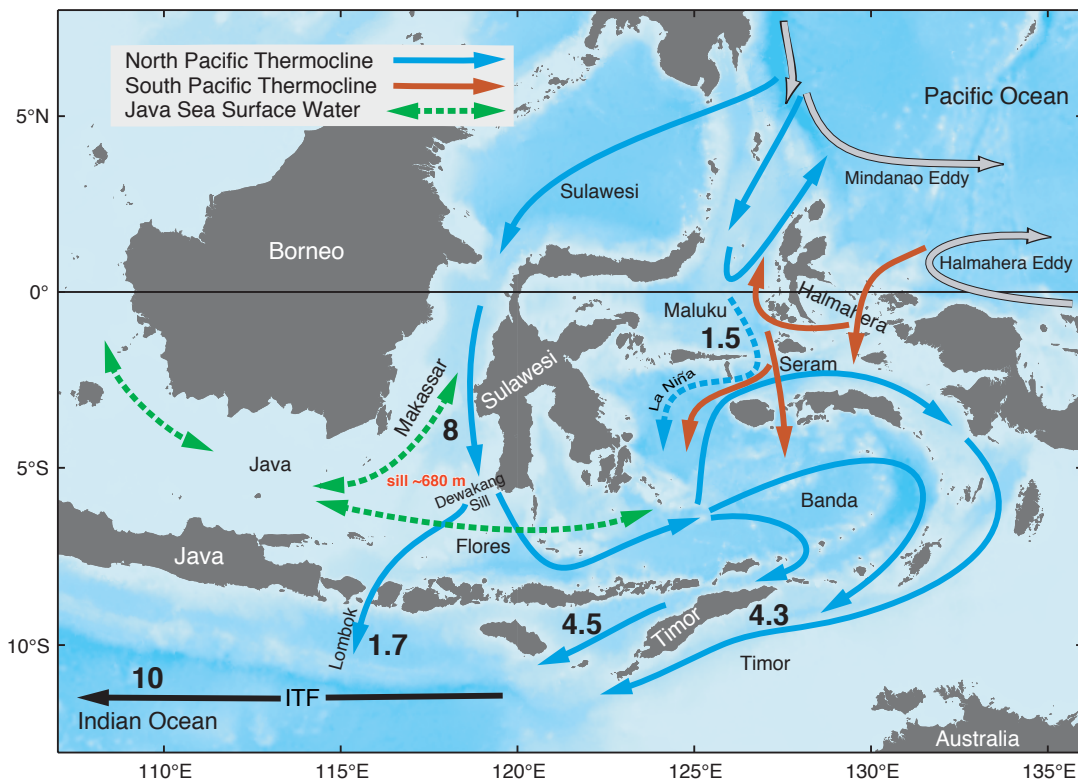 North Pacific Thermocline
South Pacific Thermocline
Java Sea Surface Water
5°N
Pacific Ocean
Mindanao Eddy
Sulawesi
Borneo
Halmahera Eddy
0°
Halmahera
Maluku
1.5
Seram
La Niña
Makassar
Sulawesi
8
Java
5°S
sill ~680 m
Dewakang
Sill
Banda
Flores
Java
Lombok
1.7
4.5
Timor
4.3
Timor
10°S
10
ITF
Indian Ocean
Australia
110°E
115°E
120°E
125°E
130°E
135°E